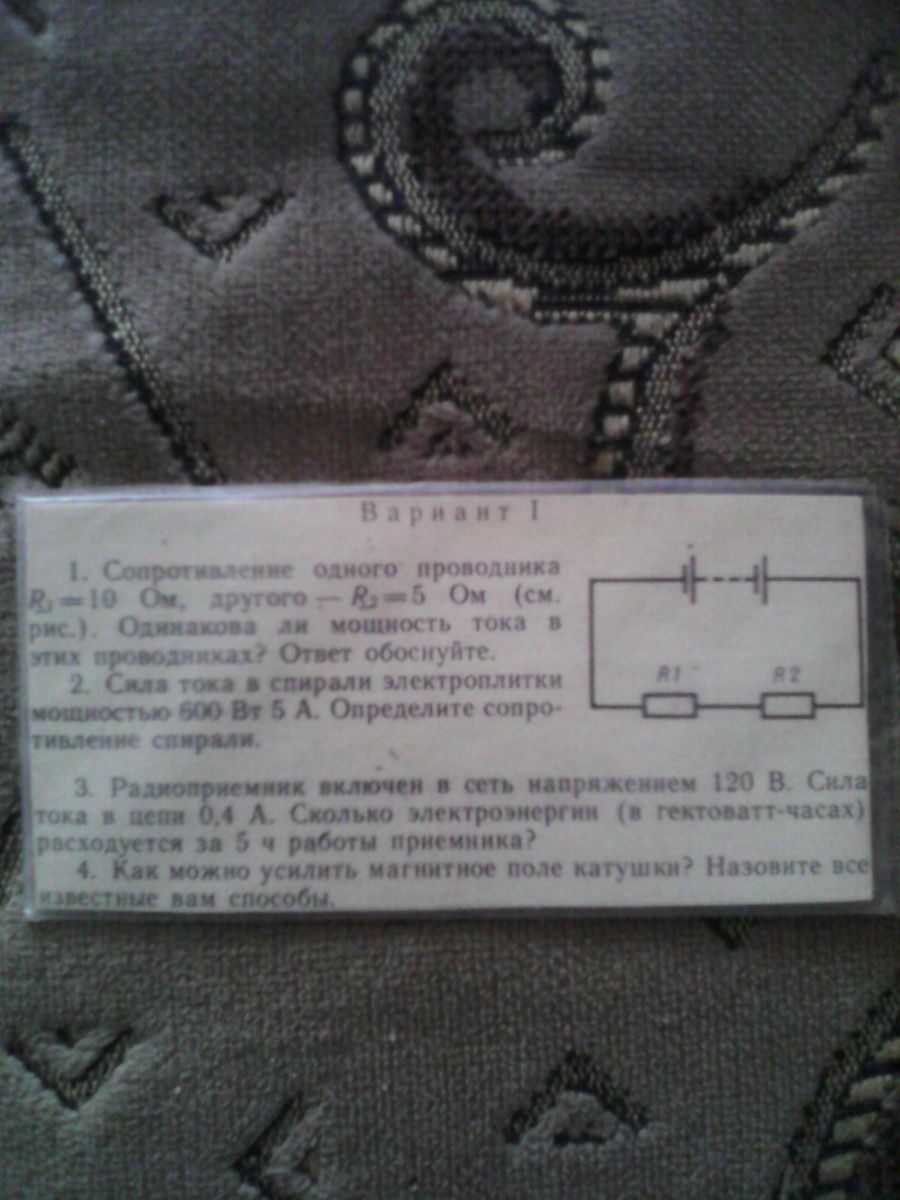 Вариант I
1. Сопротивление одного проводника
R₁=10 Ом, другого — R₂=5 Ом (см.
рис.). Одинакова ли мощность тока в
этих проводниках? Ответ обоснуйте.
2. Сила тока в спирали электроплитки
мощностью 600 Вт 5 А. Определите сопро-
тивление спирали.
R1
R2
3. Радиоприемник включен в сеть напряжением 120 В. Сила
тока в цепи 0,4 А. Сколько электроэнергии (в гектоватт-часах)
расходуется за 5 ч работы приемника?
4. Как можно усилить магнитное поле катушки? Назовите все
известные вам способы.